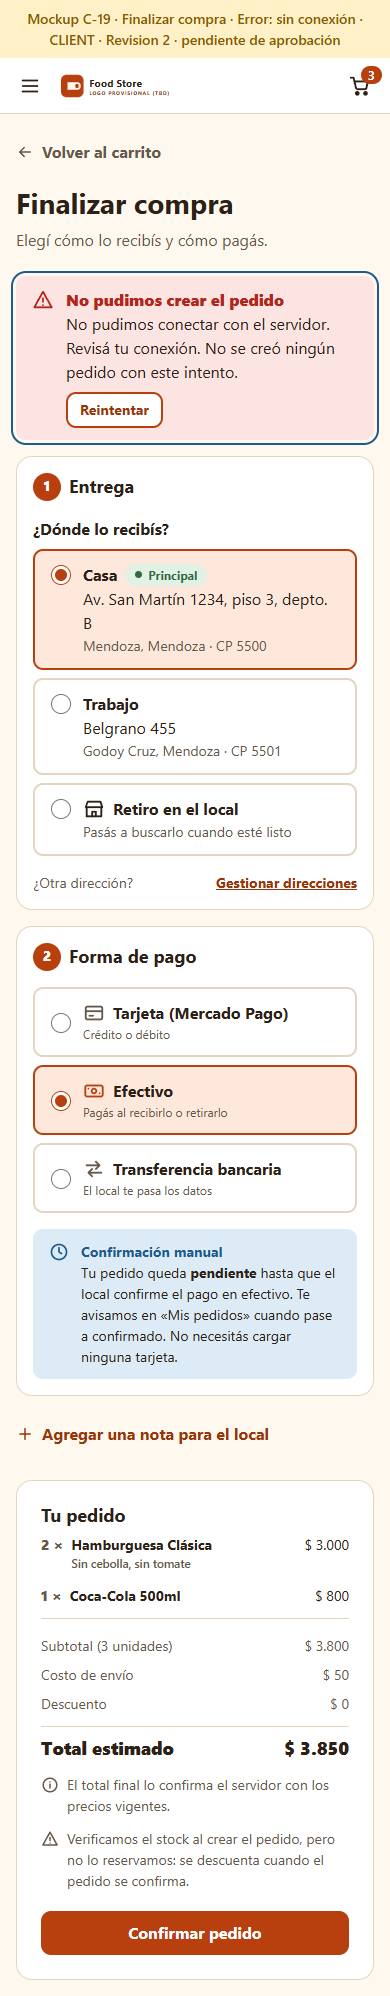 Mockup C-19 · Finalizar compra · Error: sin conexión ·
CLIENT · Revision 2 · pendiente de aprobación
Food Store
LOGO PROVISIONAL (TBD)
3
Volver al carrito
Finalizar compra
Elegí cómo lo recibís y cómo pagás.
No pudimos crear el pedido
No pudimos conectar con el servidor.
Revisá tu conexión. No se creó ningún
pedido con este intento.
Reintentar
1 Entrega
¿Dónde lo recibís?
Casa Principal
Av. San Martín 1234, piso 3, depto.
B
Mendoza, Mendoza · CP 5500
Trabajo
Belgrano 455
Godoy Cruz, Mendoza · CP 5501
Retiro en el local
Pasás a buscarlo cuando esté listo
¿Otra dirección? Gestionar direcciones
2 Forma de pago
Tarjeta (Mercado Pago)
Crédito o débito
Efectivo
Pagás al recibirlo o retirarlo
Transferencia bancaria
El local te pasa los datos
Confirmación manual
Tu pedido queda pendiente hasta que el
local confirme el pago en efectivo. Te
avisamos en «Mis pedidos» cuando pase
a confirmado. No necesitás cargar
ninguna tarjeta.
Agregar una nota para el local
Tu pedido
2 × Hamburguesa Clásica $ 3.000
Sin cebolla, sin tomate
1 × Coca-Cola 500ml $ 800
Subtotal (3 unidades) $ 3.800
Costo de envío $ 50
Descuento $ 0
Total estimado $ 3.850
El total final lo confirma el servidor con los
precios vigentes.
Verificamos el stock al crear el pedido, pero
no lo reservamos: se descuenta cuando el
pedido se confirma.
Confirmar pedido